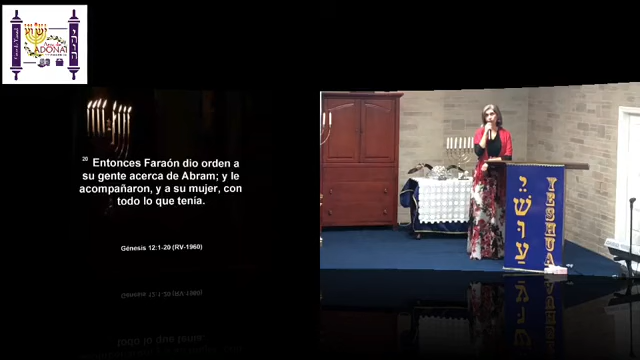 ADONAI
20 Entonces Faraón dio orden a
su gente acerca de Abram; y le
acompañaron, y a su mujer, con
todo lo que tenía.
Génesis 12:1-20 (RV-1960)
יֵשׁוּעַ
YESHUA